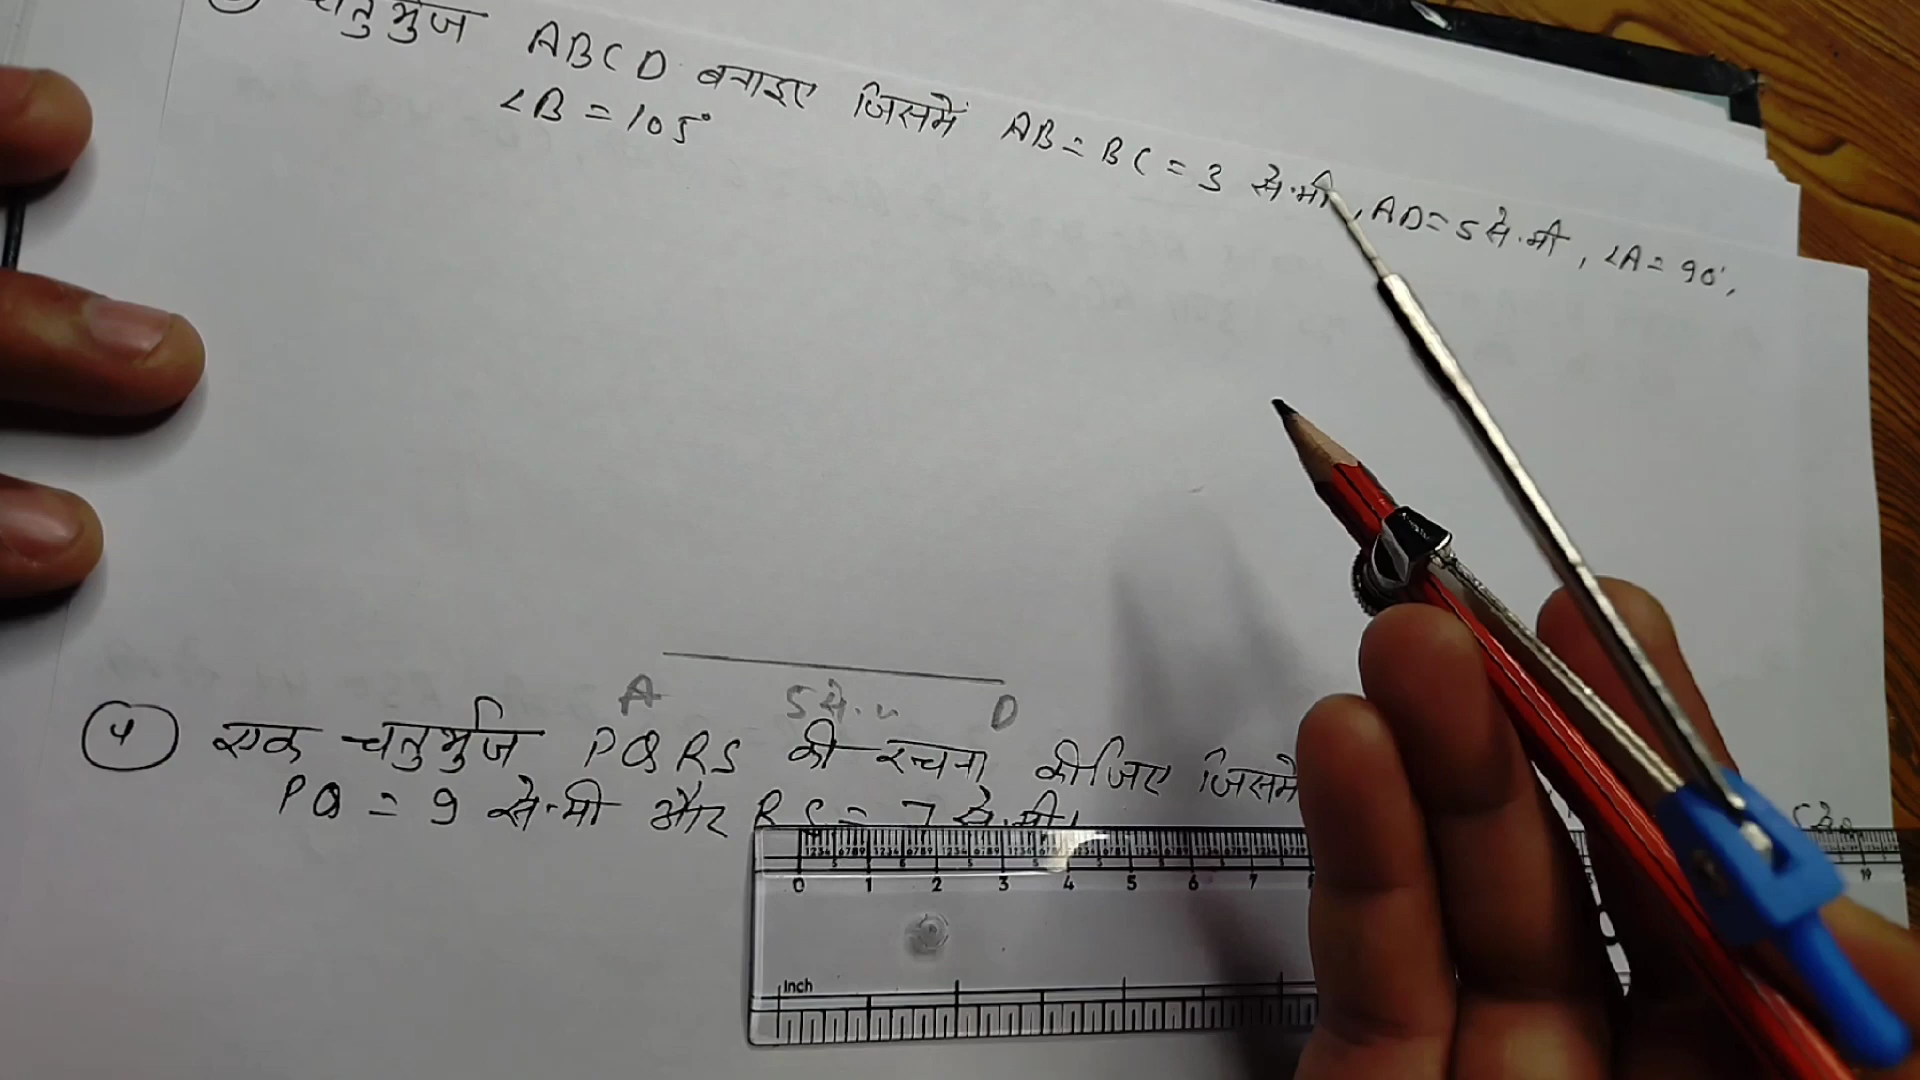 चतुर्भुज ABCD बनाइए जिसमें AB = BC = 3 से.मी, AD = 5 से.मी, ∠A = 90°,
∠B = 105°
A 5 से. D
4 एक चतुर्भुज PQRS की रचना कीजिए जिसमें
PQ = 9 से.मी और RS = 7 से.मी।
0 1 2 3 4 5 6 7 19
Inch